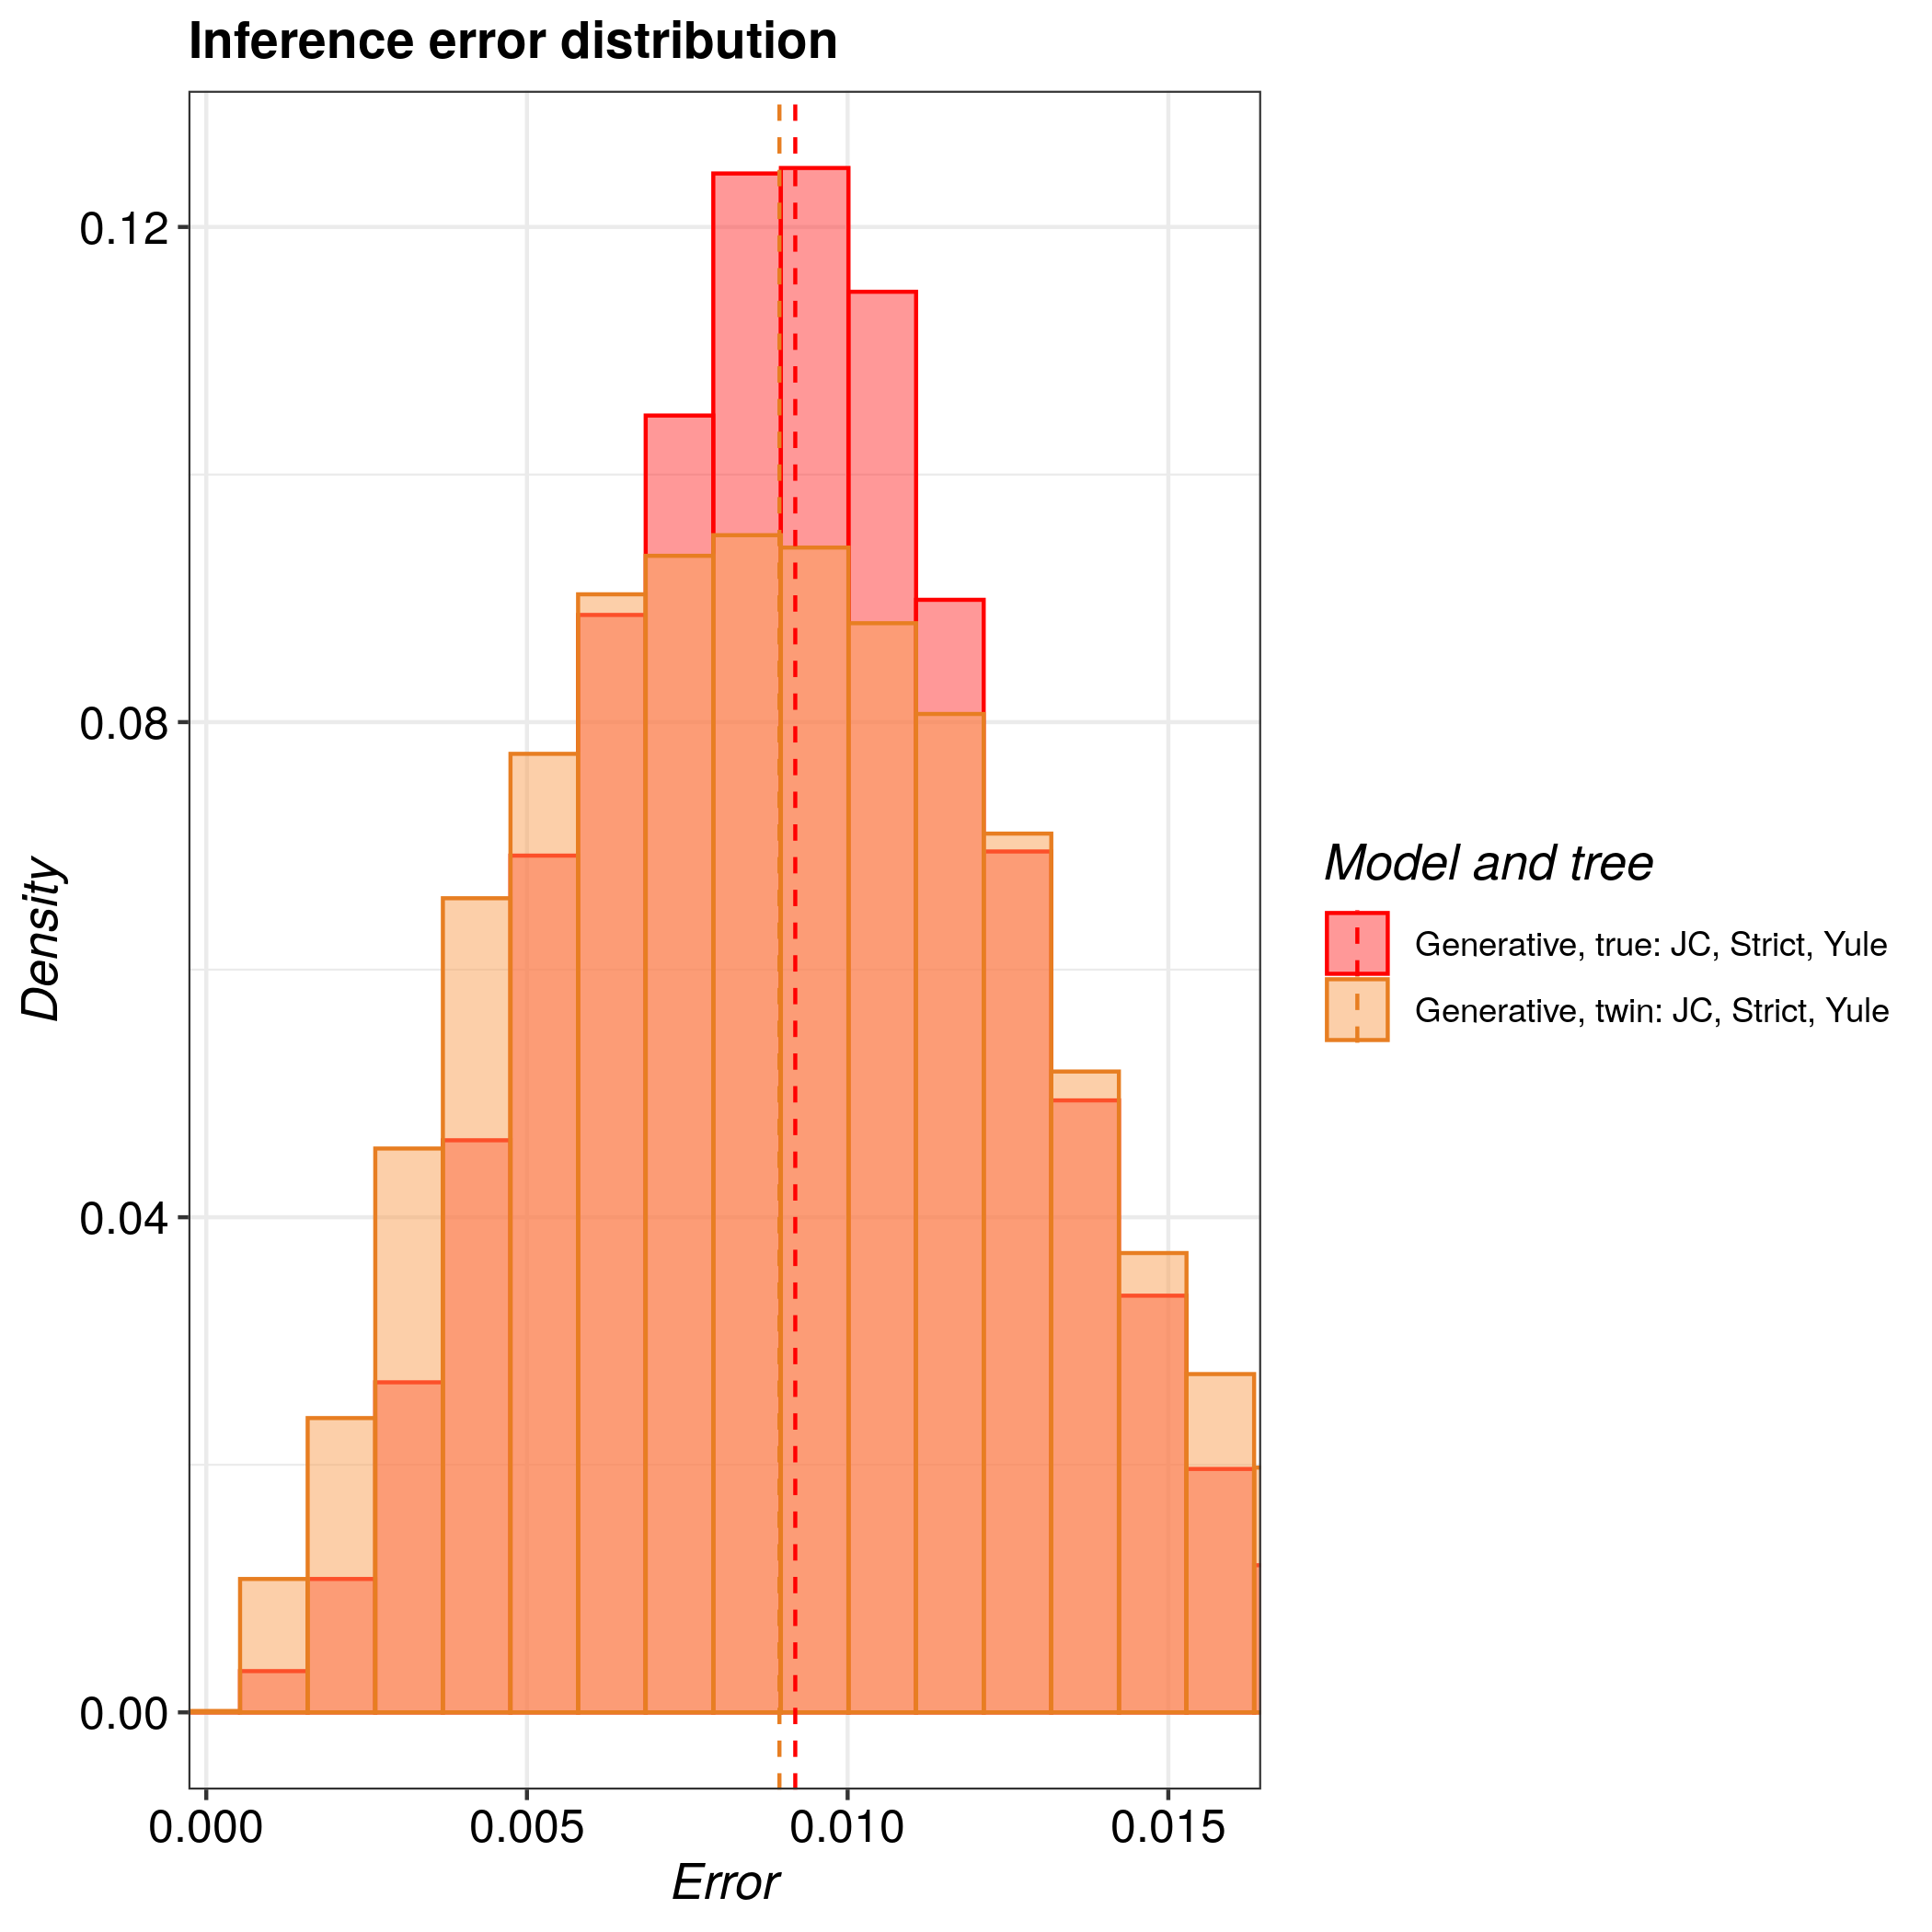 Inference error distribution
0.12
0.08
0.04
0.00
Density
0.000 0.005 0.010 0.015
Error
Model and tree
Generative, true: JC, Strict, Yule
Generative, twin: JC, Strict, Yule